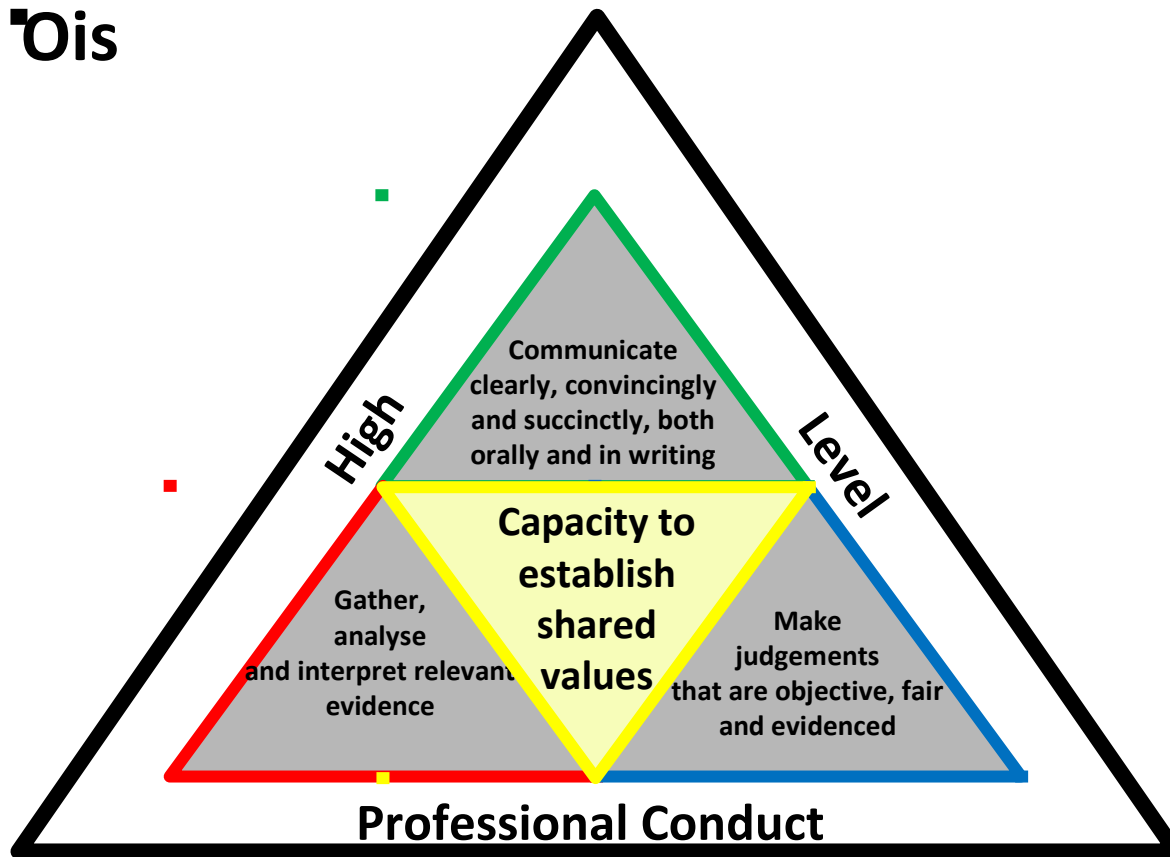 Ois
Communicate
clearly, convincingly
and succinctly, both
orally and in writing
High
Level
Capacity to
establish
shared
values
Gather,
analyse
and interpret relevant
evidence
Make
judgements
that are objective, fair
and evidenced
Professional Conduct